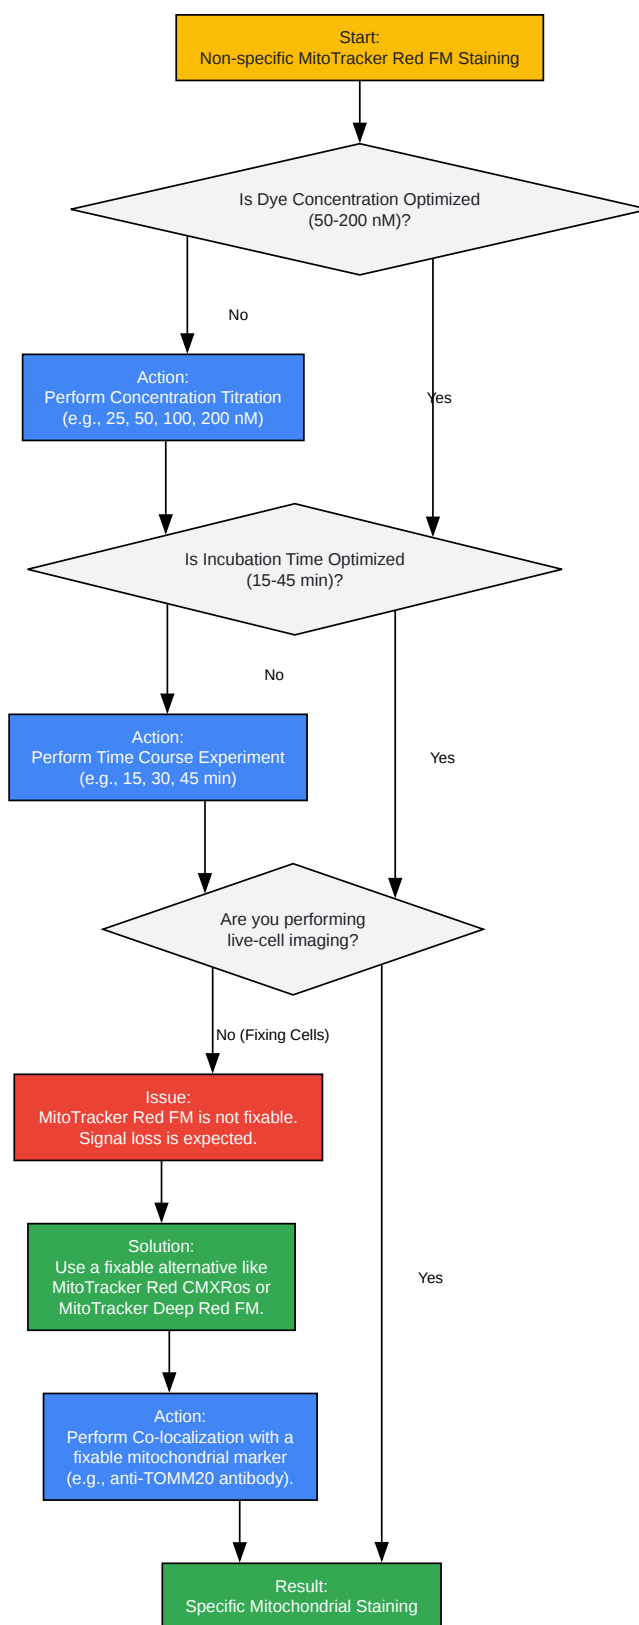 Start:
Non-specific MitoTracker Red FM Staining
Is Dye Concentration Optimized
(50-200 nM)?
No
Action:
Perform Concentration Titration
(e.g., 25, 50, 100, 200 nM)
Yes
Is Incubation Time Optimized
(15-45 min)?
No
Action:
Perform Time Course Experiment
(e.g., 15, 30, 45 min)
Yes
Are you performing
live-cell imaging?
No (Fixing Cells)
Issue:
MitoTracker Red FM is not fixable.
Signal loss is expected.
Solution:
Use a fixable alternative like
MitoTracker Red CMXRos or
MitoTracker Deep Red FM.
Yes
Action:
Perform Co-localization with a
fixable mitochondrial marker
(e.g., anti-TOMM20 antibody).
Result:
Specific Mitochondrial Staining